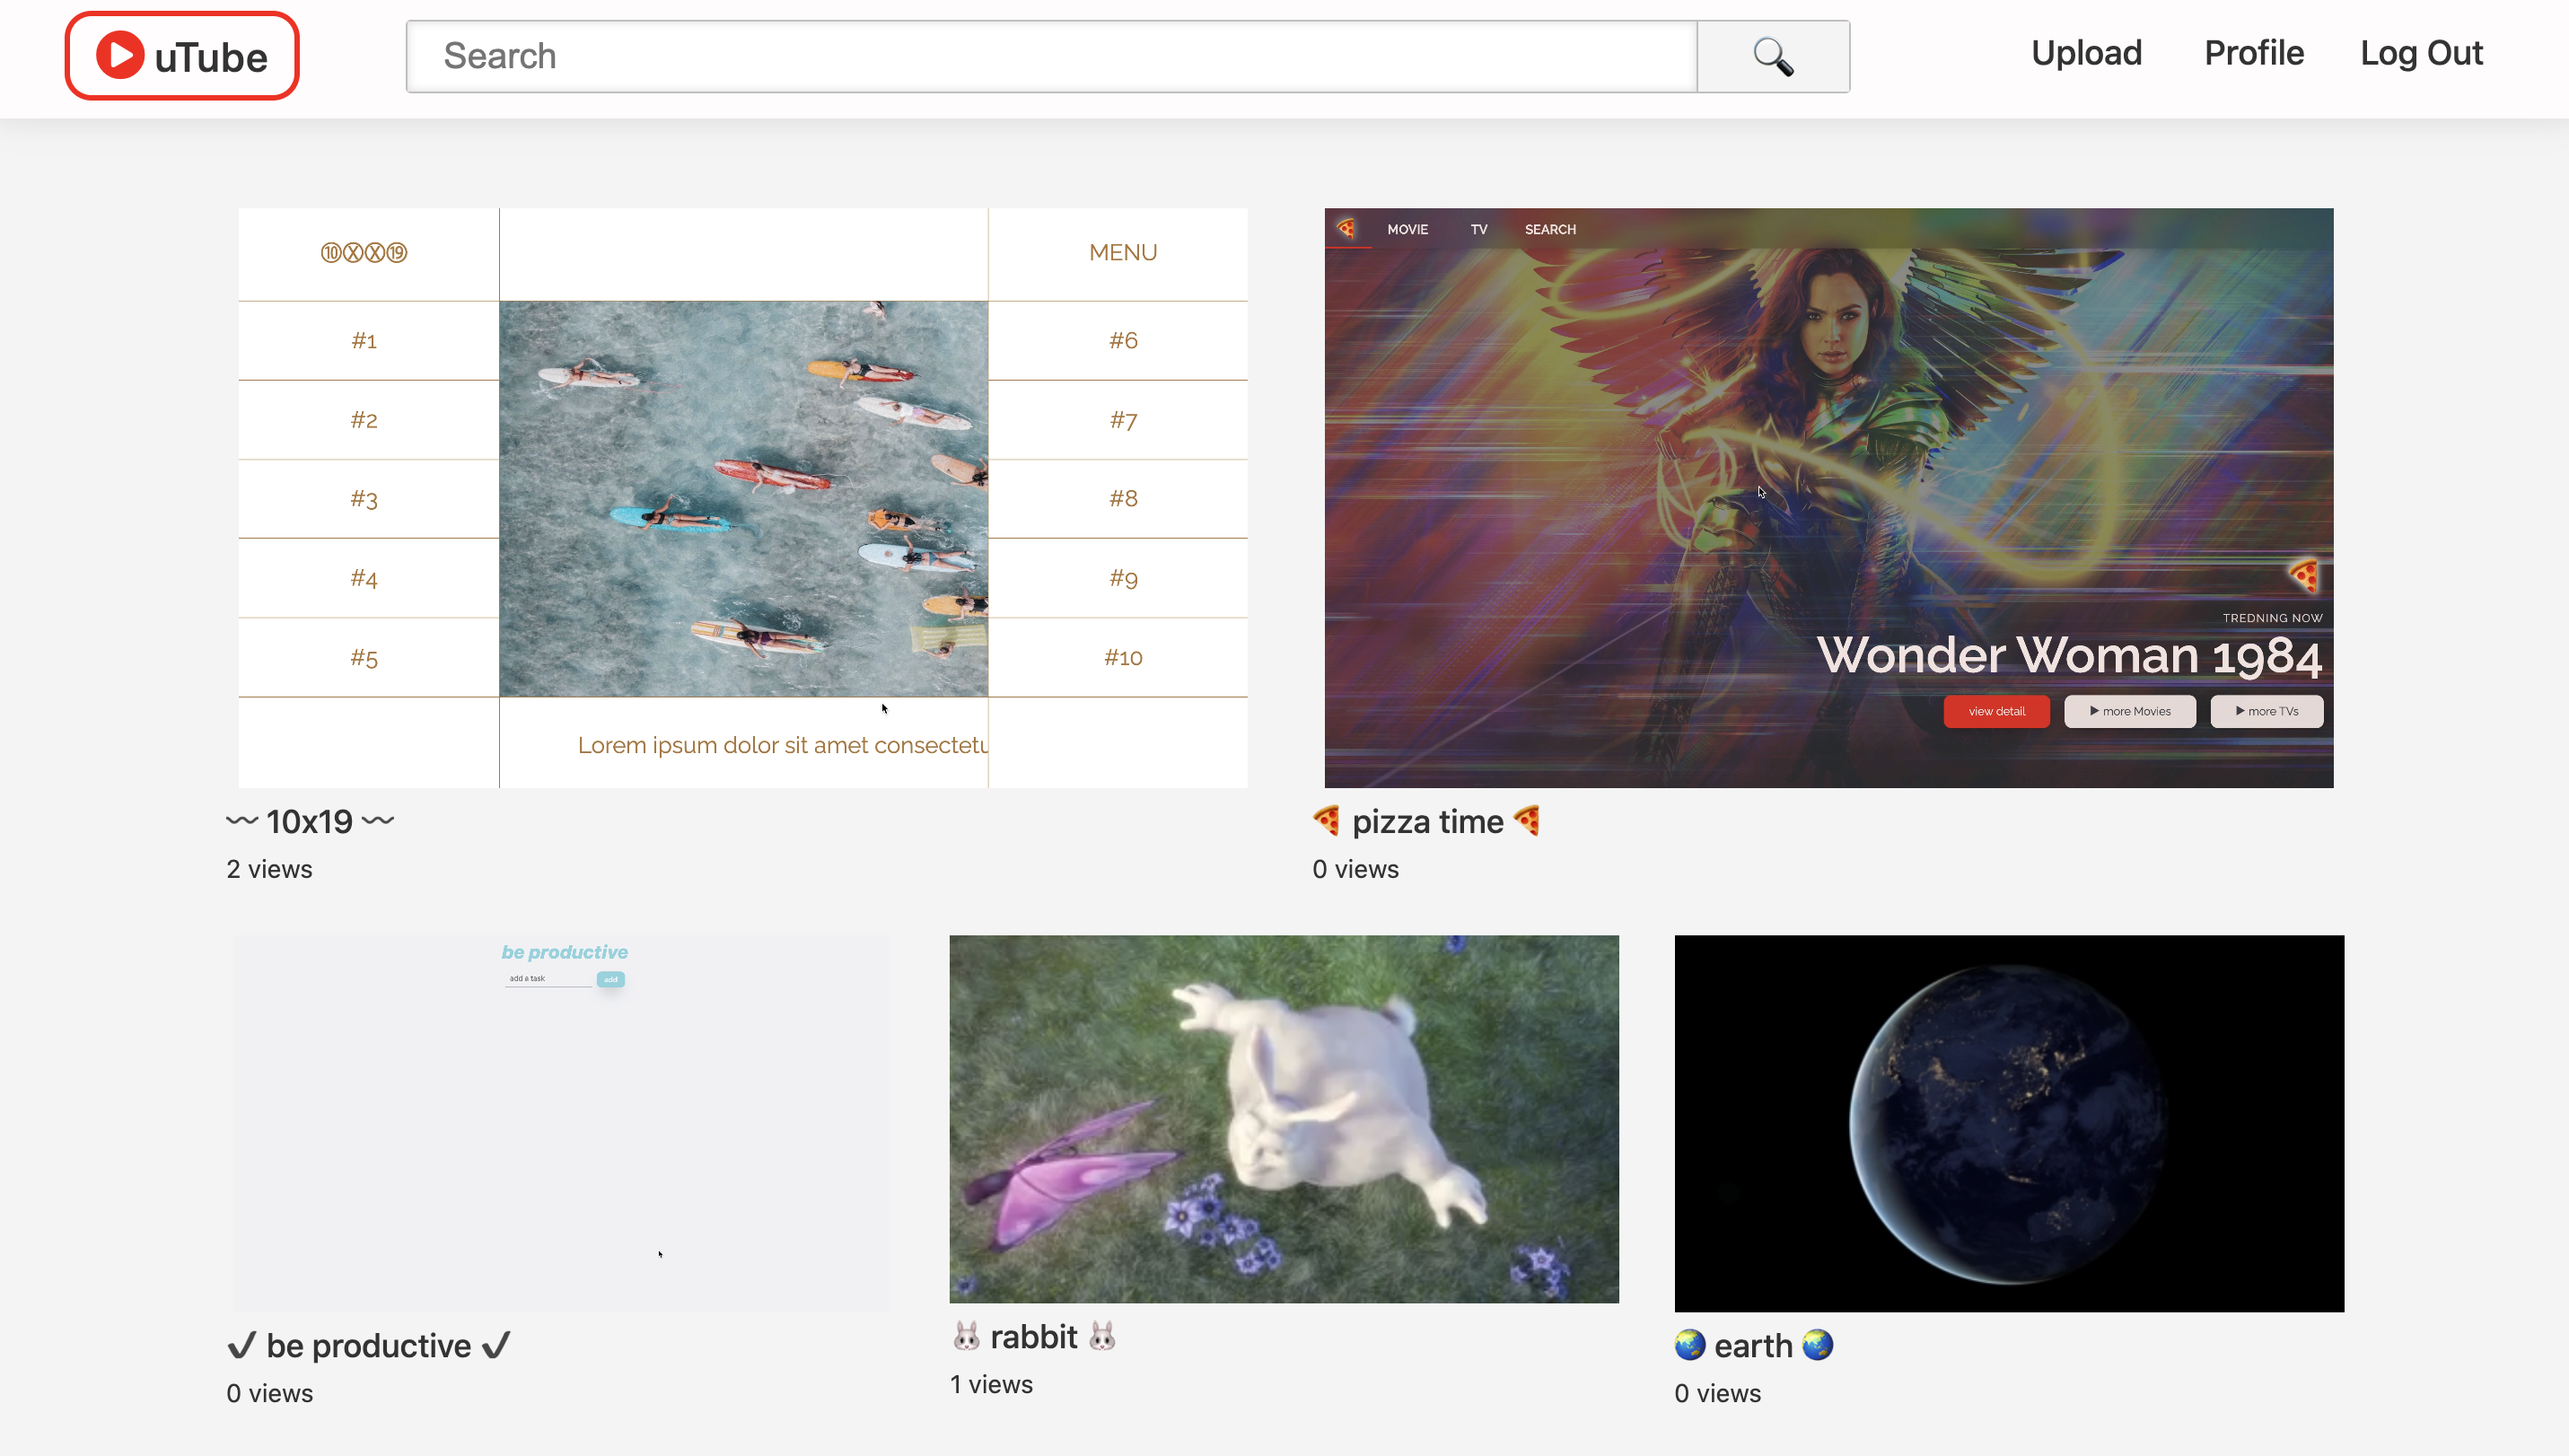 uTube
Search
Upload
Profile
Log Out
⑩ⓍⓍ⑲
MENU
#1
#2
#3
#4
#5
#6
#7
#8
#9
#10
Lorem ipsum dolor sit amet consectetu
MOVIE
TV
SEARCH
TREDNING NOW
Wonder Woman 1984
view detail
▶ more Movies
▶ more TVs
〰 10x19 〰
2 views
🍕 pizza time 🍕
0 views
be productive
add a task
add
✔ be productive ✔
0 views
🐰 rabbit 🐰
1 views
🌏 earth 🌏
0 views